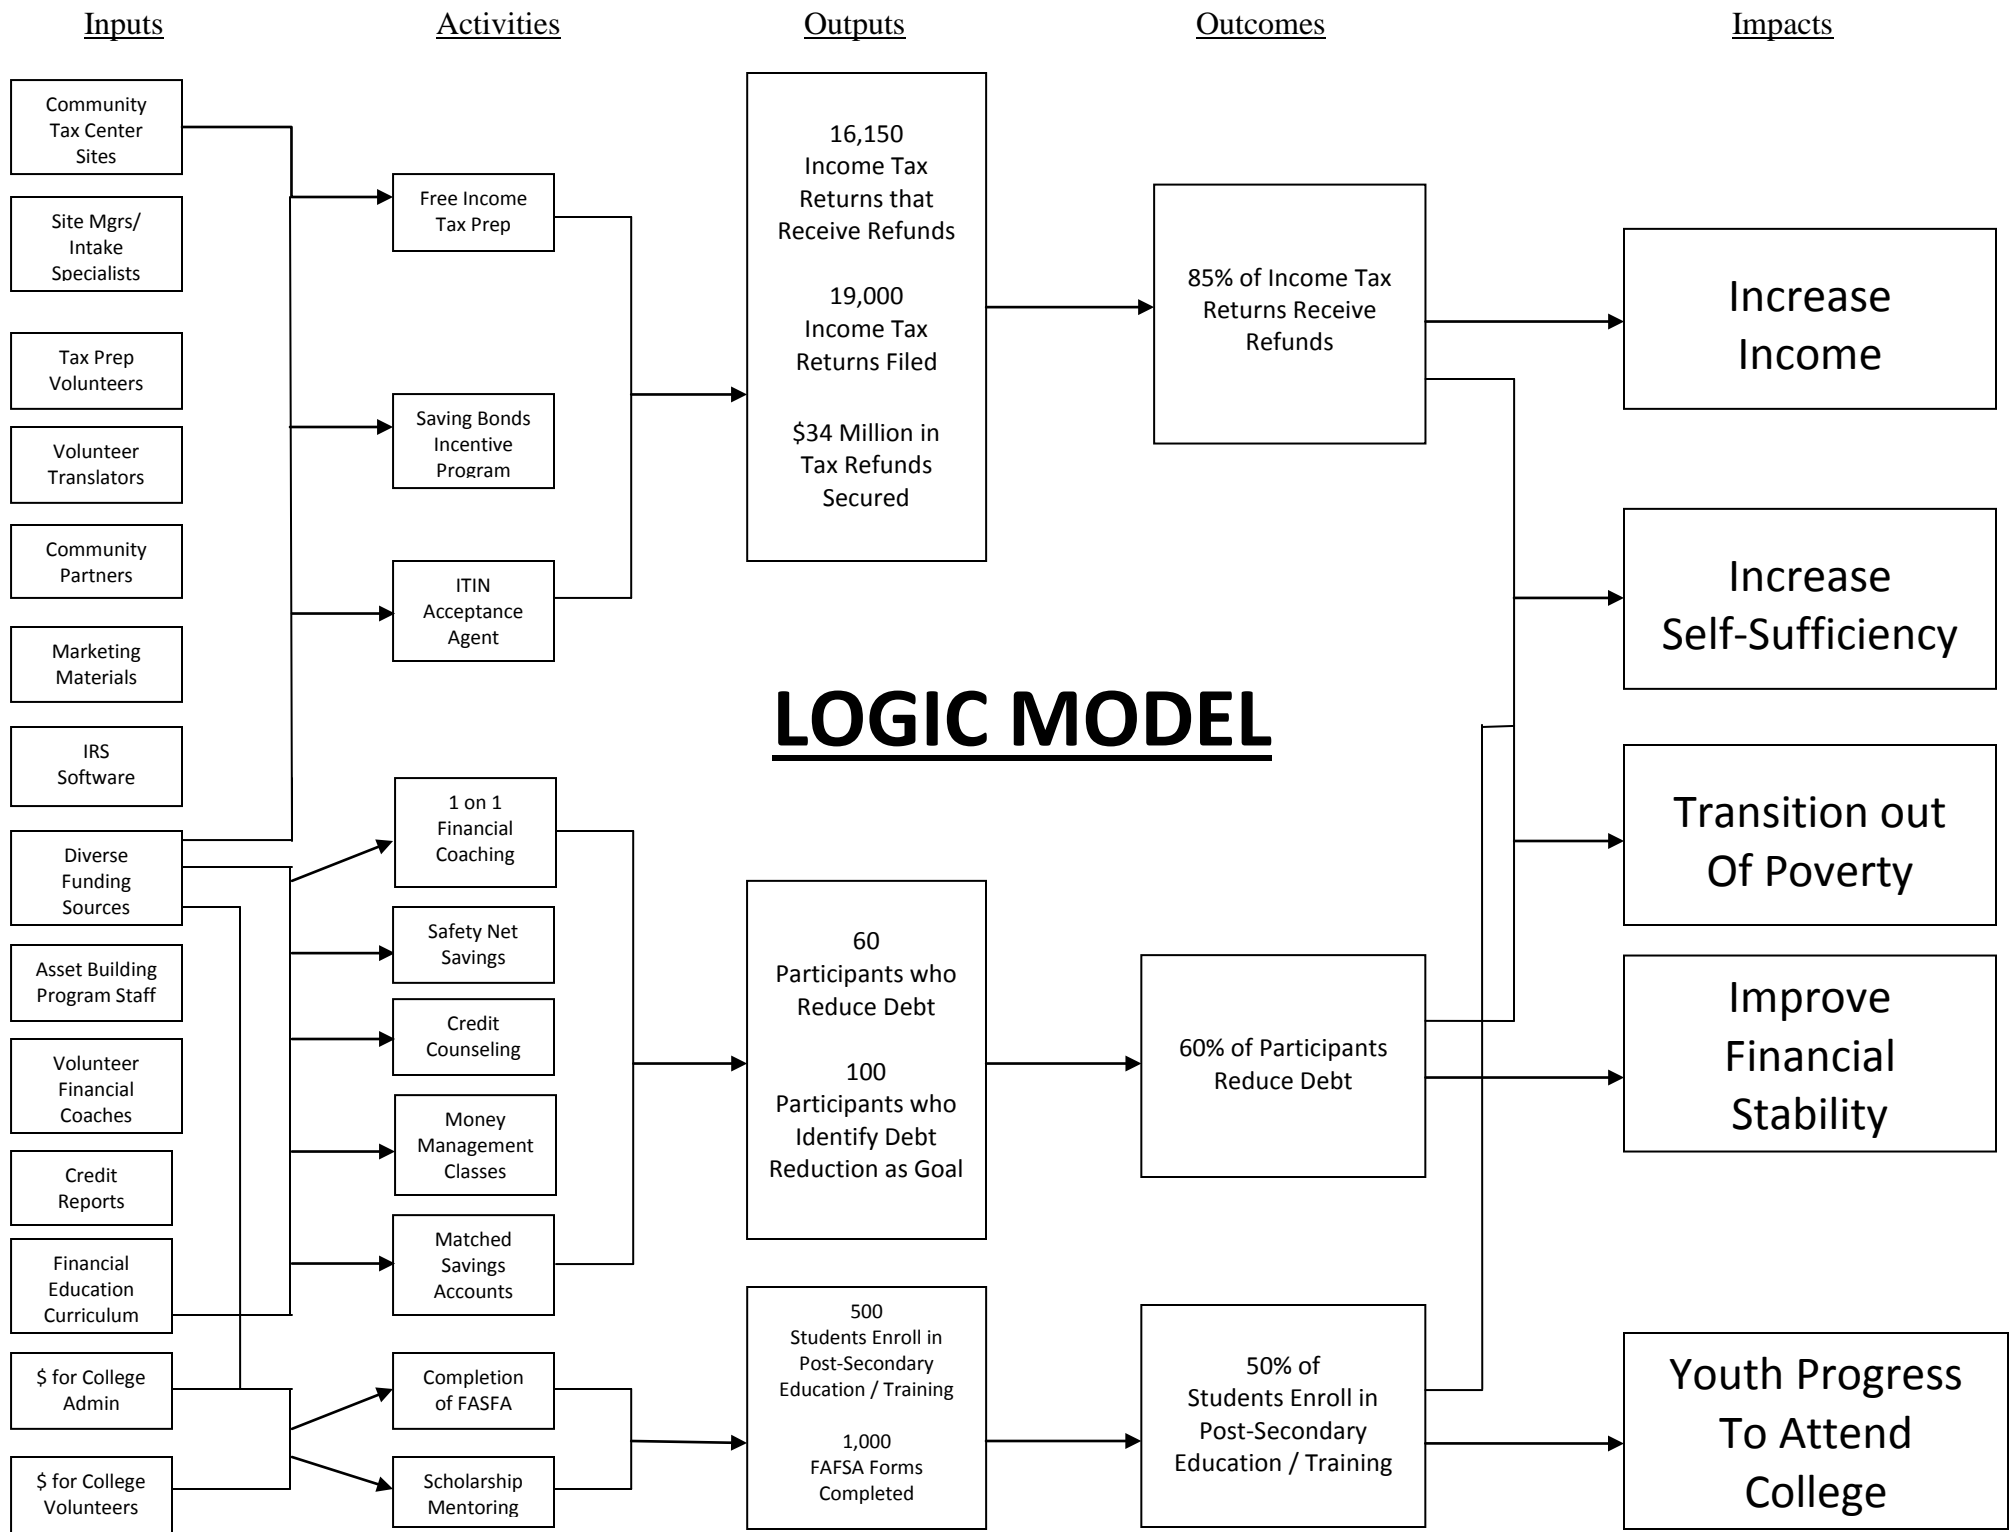 Inputs
Activities
Outputs
Outcomes
Impacts
Community
Tax Center
Sites
Site Mgrs/
Intake
Specialists
Tax Prep
Volunteers
Volunteer
Translators
Community
Partners
Marketing
Materials
IRS
Software
Diverse
Funding
Sources
Asset Building
Program Staff
Volunteer
Financial
Coaches
Credit
Reports
Financial
Education
Curriculum
$ for College
Admin
$ for College
Volunteers
Free Income
Tax Prep
Saving Bonds
Incentive
Program
ITIN
Acceptance
Agent
1 on 1
Financial
Coaching
Safety Net
Savings
Credit
Counseling
Money
Management
Classes
Matched
Savings
Accounts
Completion
of FASFA
Scholarship
Mentoring
16,150
Income Tax
Returns that
Receive Refunds
19,000
Income Tax
Returns Filed
$34 Million in
Tax Refunds
Secured
LOGIC MODEL
60
Participants who
Reduce Debt
100
Participants who
Identify Debt
Reduction as Goal
500
Students Enroll in
Post-Secondary
Education / Training
1,000
FAFSA Forms
Completed
85% of Income Tax
Returns Receive
Refunds
60% of Participants
Reduce Debt
50% of
Students Enroll in
Post-Secondary
Education / Training
Increase
Income
Increase
Self-Sufficiency
Transition out
Of Poverty
Improve
Financial
Stability
Youth Progress
To Attend
College